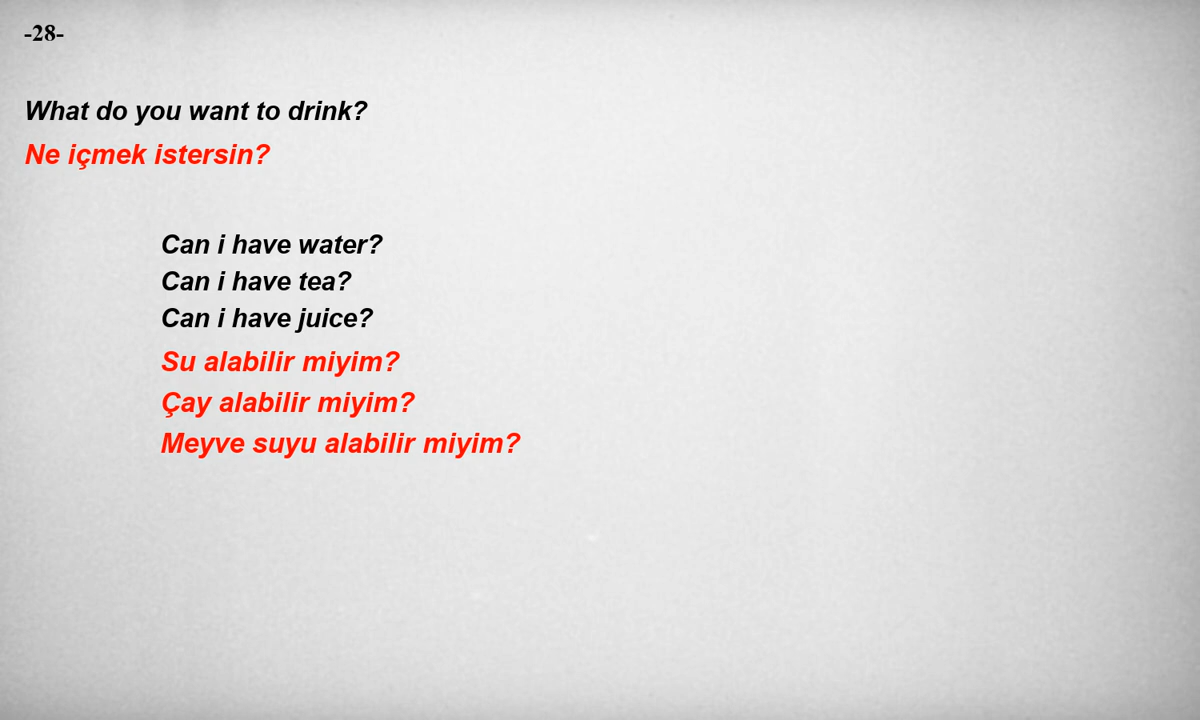 -28-
What do you want to drink?
Ne içmek istersin?
Can i have water?
Can i have tea?
Can i have juice?
Su alabilir miyim?
Çay alabilir miyim?
Meyve suyu alabilir miyim?